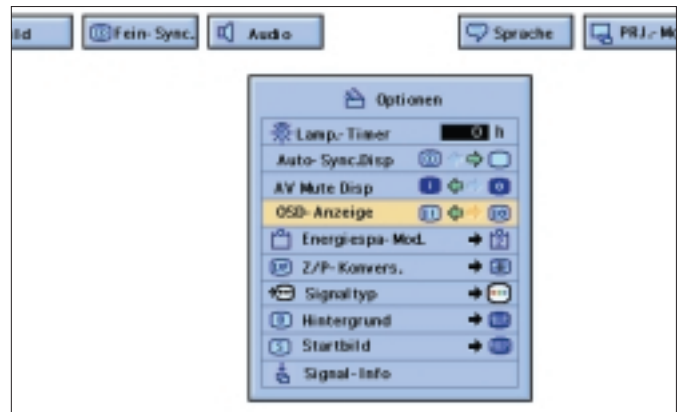 ild Fein-Sync. Audio Sprache PRJ.-Mo
Optionen
Lamp.-Timer 0 h
Auto-Sync.Disp
AV Mute Disp
OSD-Anzeige
Energiespa-Mod.
Z/P-Konvers.
Signaltyp
Hintergrund
Startbild
Signal-Info